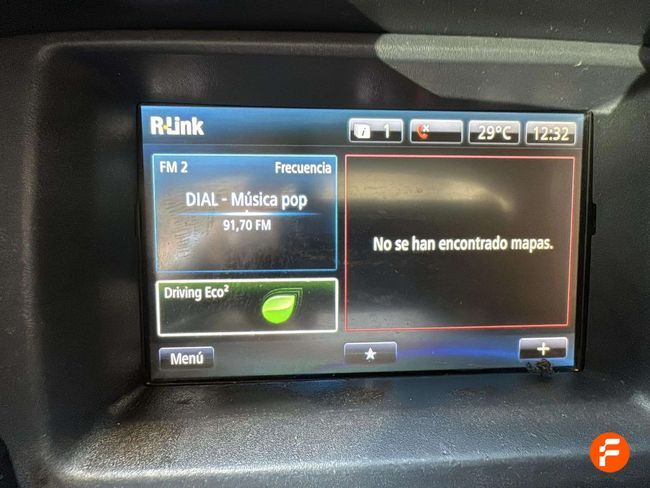 R-Link
1
29°C
12:32
FM 2
Frecuencia
DIAL - Música pop
91,70 FM
No se han encontrado mapas.
Driving Eco²
Menú